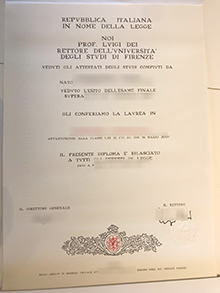 REPVBBLICA ITALIANA
IN NOME DELLA LEGGE
NOI
PROF. LVIGI DEI
RETTORE DELL'VNIVERSITA'
DEGLI STVDI DI FIRENZE
VEDVTI GLI ATTESTATI DEGLI STVDI COMPIVTI DA
NATO
VEDVTO L'ESITO DELL'ESAME FINALE
GLI CONFERIAMO LA LAVREA IN
IL PRESENTE DIPLOMA È RILASCIATO
A TVTTI GLI EFFETTI DI LEGGE
IL DIRETTORE GENERALE
IL RETTORE